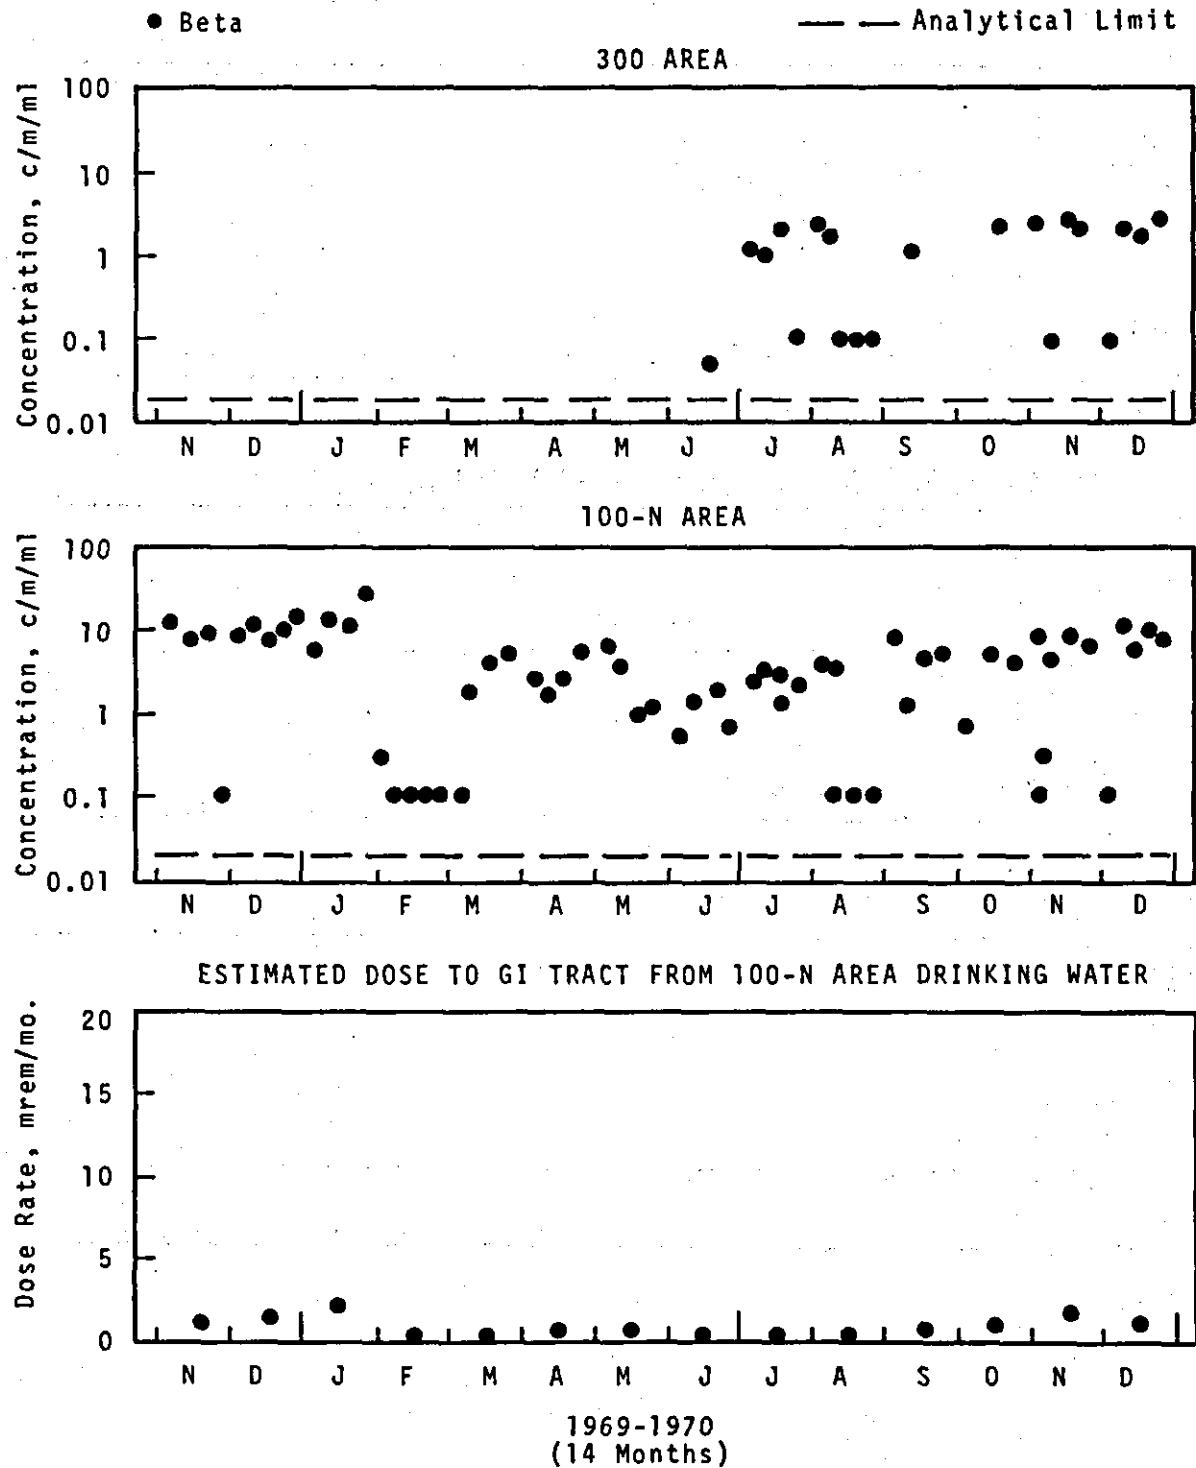 ● Beta — — Analytical Limit
300 AREA
Concentration, c/m/ml
100
10
1
0.1
0.01
N D J F M A M J J A S O N D
100-N AREA
Concentration, c/m/ml
100
10
1
0.1
0.01
N D J F M A M J J A S O N D
ESTIMATED DOSE TO GI TRACT FROM 100-N AREA DRINKING WATER
Dose Rate, mrem/mo.
20
15
10
5
0
N D J F M A M J J A S O N D
1969-1970
(14 Months)